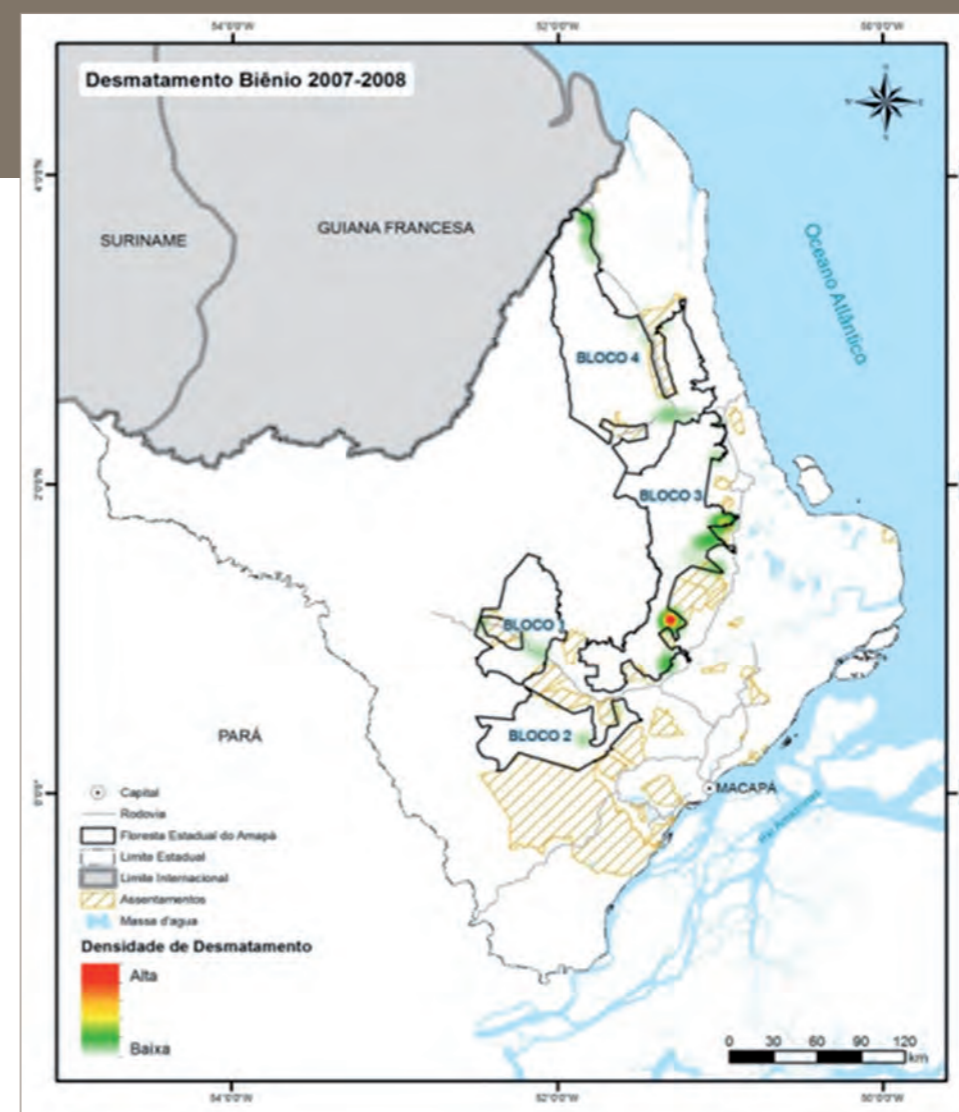 54°0'0"W 52°0'0"W 50°0'0"W
Desmatamento Biênio 2007-2008
SURINAME
GUIANA FRANCESA
Oceano Atlântico
BLOCO 4
BLOCO 3
BLOCO 1
BLOCO 2
PARÁ
MACAPÁ
Rio Amazonas
Capital
Rodovia
Floresta Estadual do Amapá
Limite Estadual
Limite Internacional
Assentamentos
Massa d'agua
Densidade de Desmatamento
Alta
Baixa
0 30 60 90 120
km
54°0'0"W 52°0'0"W 50°0'0"W